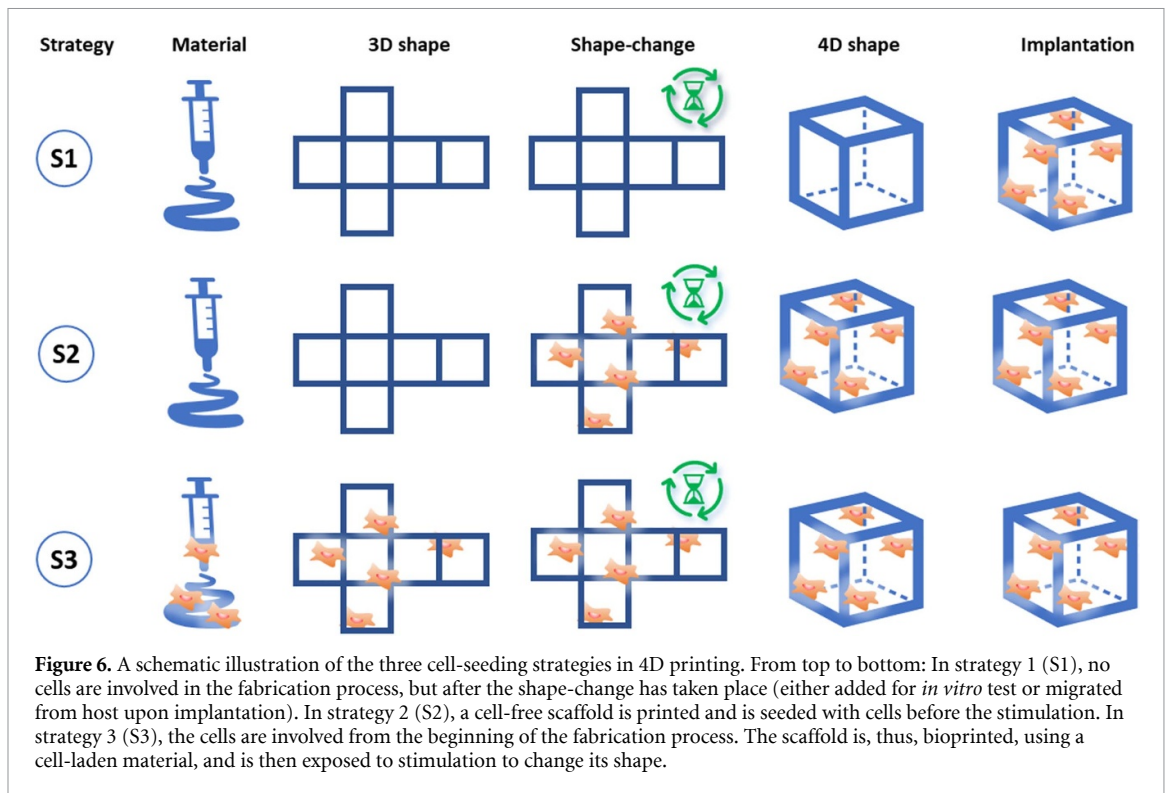 Strategy Material 3D shape Shape-change 4D shape Implantation
S1
S2
S3
Figure 6. A schematic illustration of the three cell-seeding strategies in 4D printing. From top to bottom: In strategy 1 (S1), no
cells are involved in the fabrication process, but after the shape-change has taken place (either added for in vitro test or migrated
from host upon implantation). In strategy 2 (S2), a cell-free scaffold is printed and is seeded with cells before the stimulation. In
strategy 3 (S3), the cells are involved from the beginning of the fabrication process. The scaffold is, thus, bioprinted, using a
cell-laden material, and is then exposed to stimulation to change its shape.